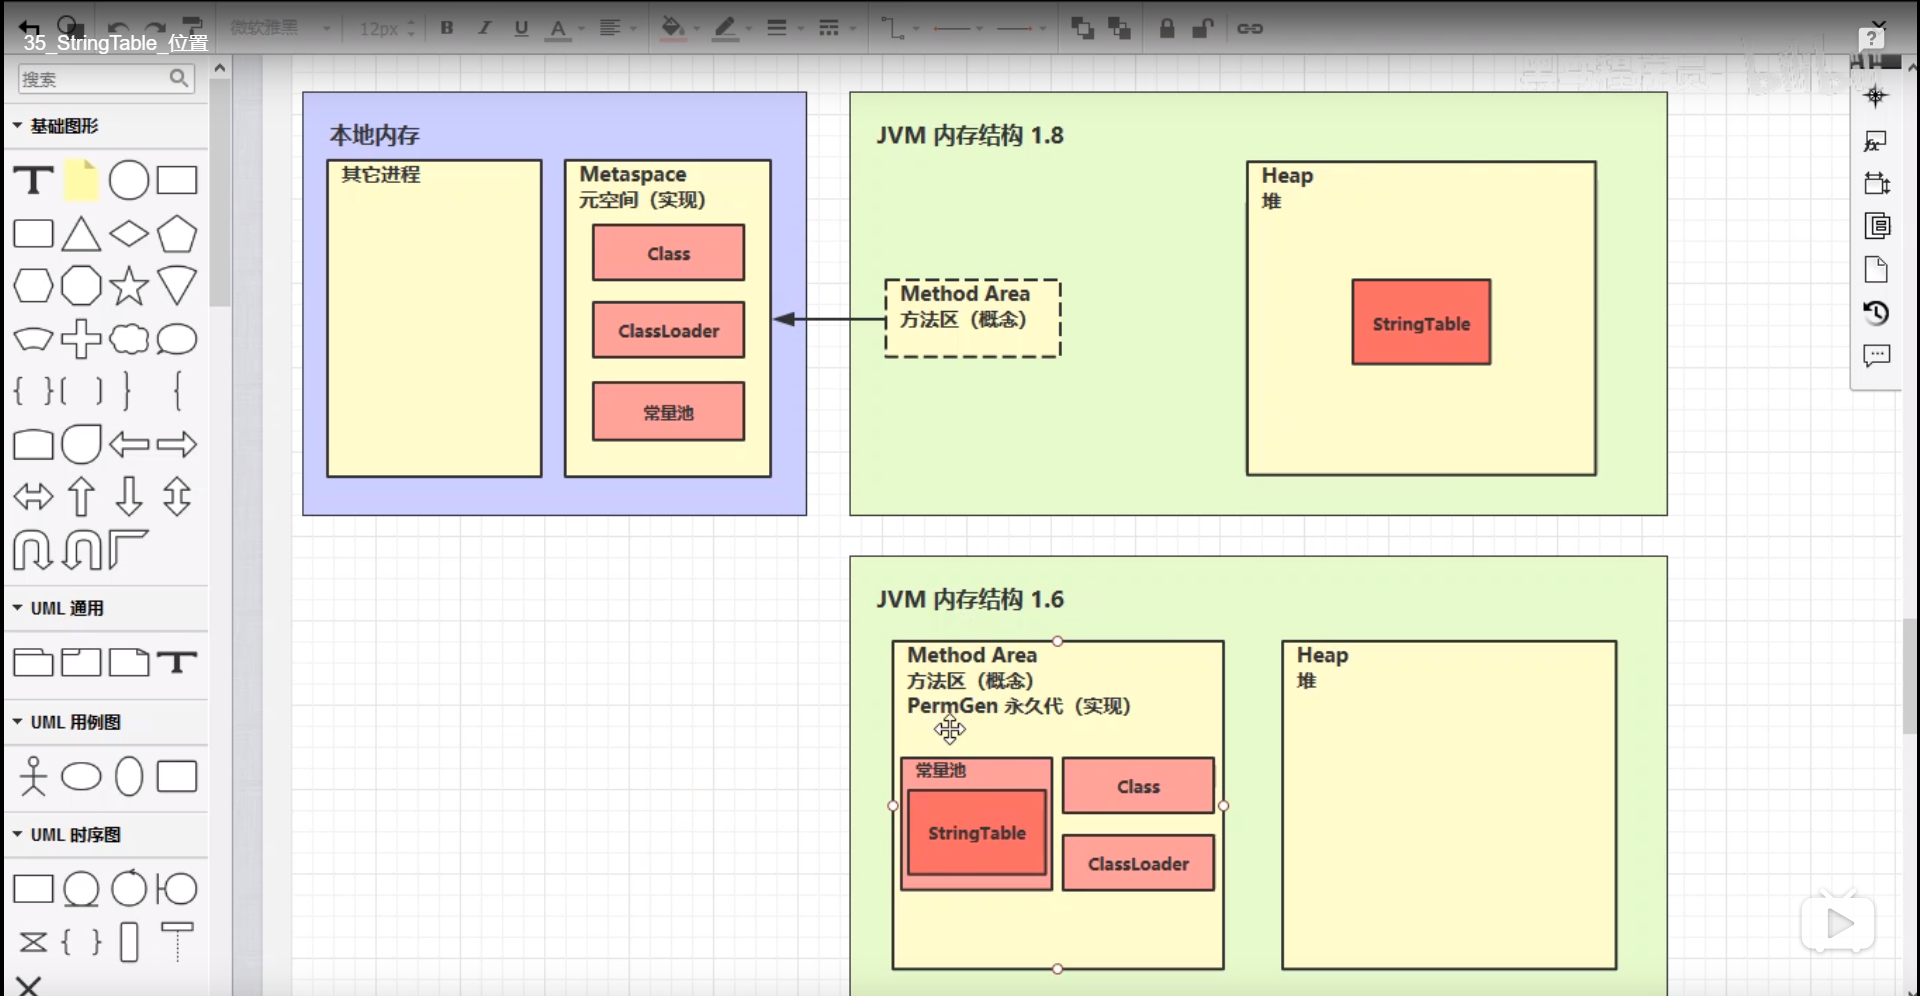 微软雅黑
12px
B
I
U
A
35_StringTable_位置
?
搜索
基础图形
UML 通用
UML 用例图
UML 时序图
本地内存
其它进程
Metaspace
元空间（实现）
Class
ClassLoader
常量池
JVM 内存结构 1.8
Method Area
方法区（概念）
Heap
堆
StringTable
JVM 内存结构 1.6
Method Area
方法区（概念）
PermGen 永久代（实现）
常量池
StringTable
Class
ClassLoader
Heap
堆